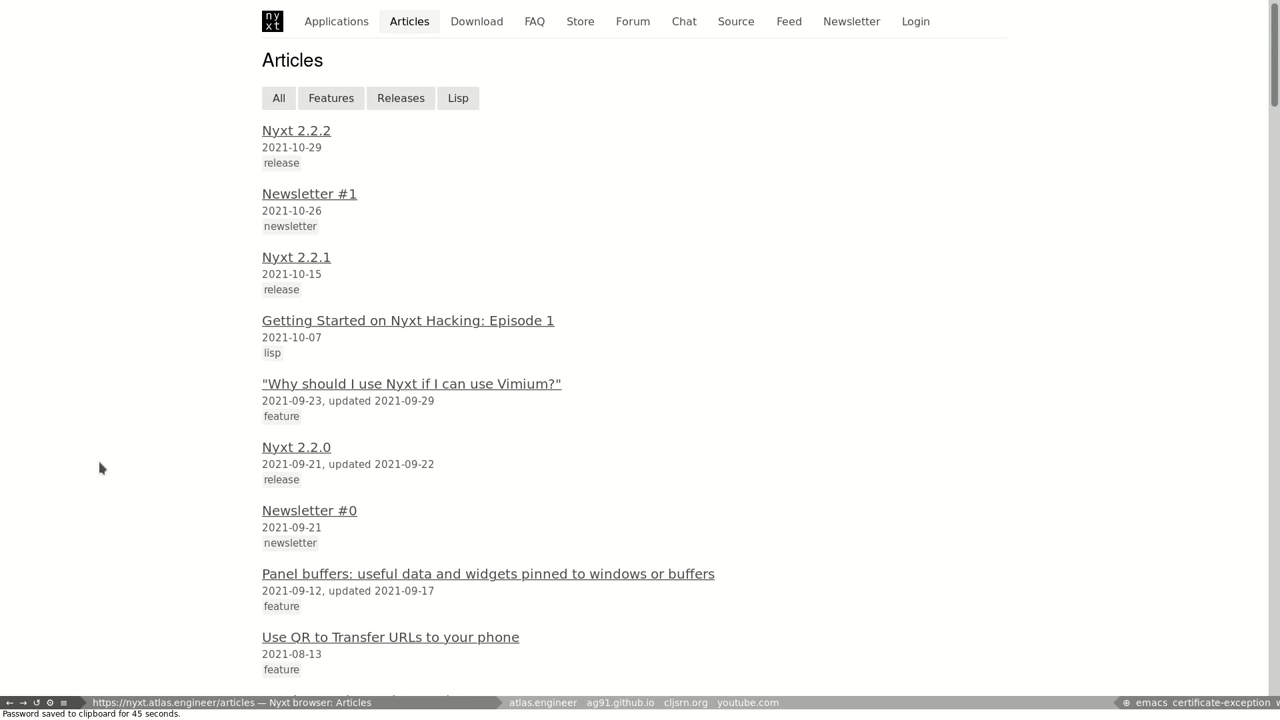 ny
xt
Applications Articles Download FAQ Store Forum Chat Source Feed Newsletter Login
Articles
All Features Releases Lisp
Nyxt 2.2.2
2021-10-29
release
Newsletter #1
2021-10-26
newsletter
Nyxt 2.2.1
2021-10-15
release
Getting Started on Nyxt Hacking: Episode 1
2021-10-07
lisp
"Why should I use Nyxt if I can use Vimium?"
2021-09-23, updated 2021-09-29
feature
Nyxt 2.2.0
2021-09-21, updated 2021-09-22
release
Newsletter #0
2021-09-21
newsletter
Panel buffers: useful data and widgets pinned to windows or buffers
2021-09-12, updated 2021-09-17
feature
Use QR to Transfer URLs to your phone
2021-08-13
feature
https://nyxt.atlas.engineer/articles — Nyxt browser: Articles atlas.engineer ag91.github.io cljsrn.org youtube.com emacs certificate-exception
Password saved to clipboard for 45 seconds.